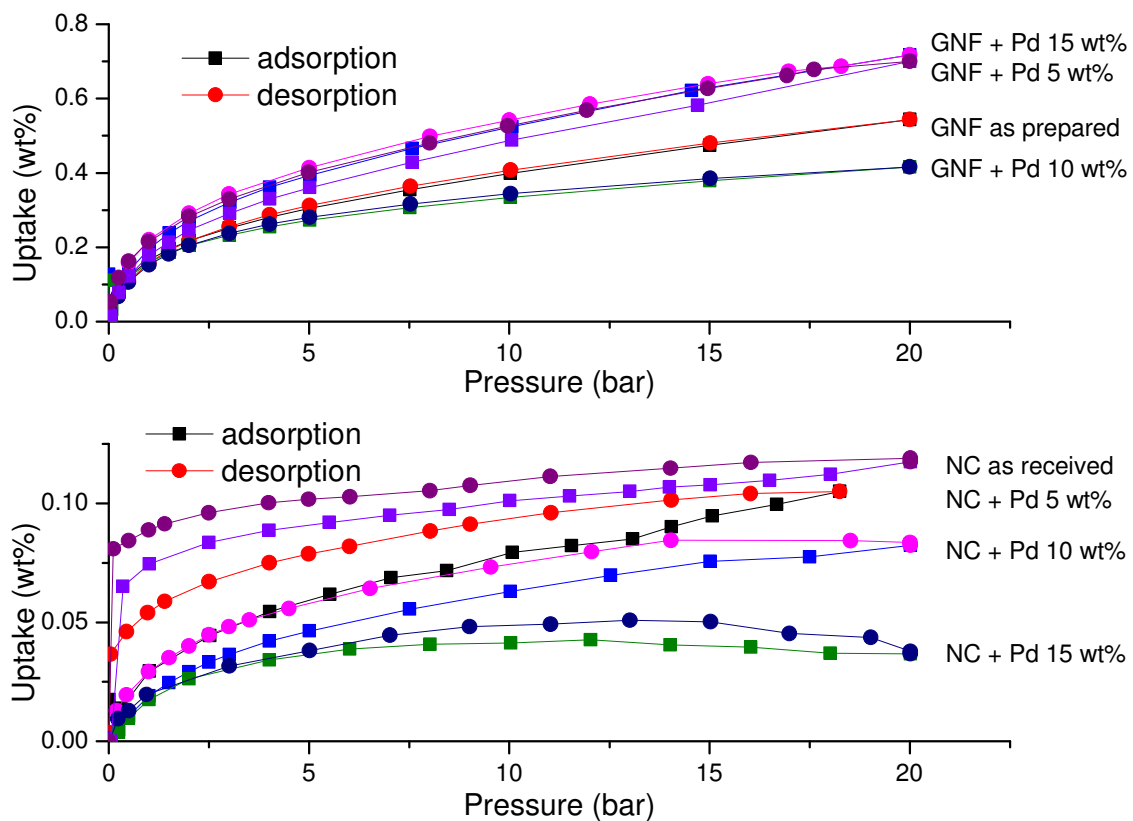 0.8
0.6
0.4
0.2
0.0
Uptake (wt%)
adsorption
desorption
GNF + Pd 15 wt%
GNF + Pd 5 wt%
GNF as prepared
GNF + Pd 10 wt%
0 5 10 15 20
Pressure (bar)
adsorption
desorption
0.10
0.05
0.00
Uptake (wt%)
NC as received
NC + Pd 5 wt%
NC + Pd 10 wt%
NC + Pd 15 wt%
0 5 10 15 20
Pressure (bar)